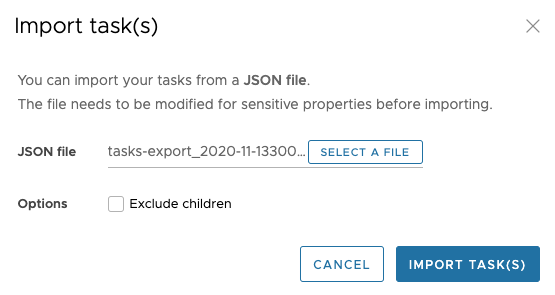 Import task(s)
You can import your tasks from a JSON file.
The file needs to be modified for sensitive properties before importing.
JSON file tasks-export_2020-11-13300... SELECT A FILE
Options Exclude children
CANCEL IMPORT TASK(S)